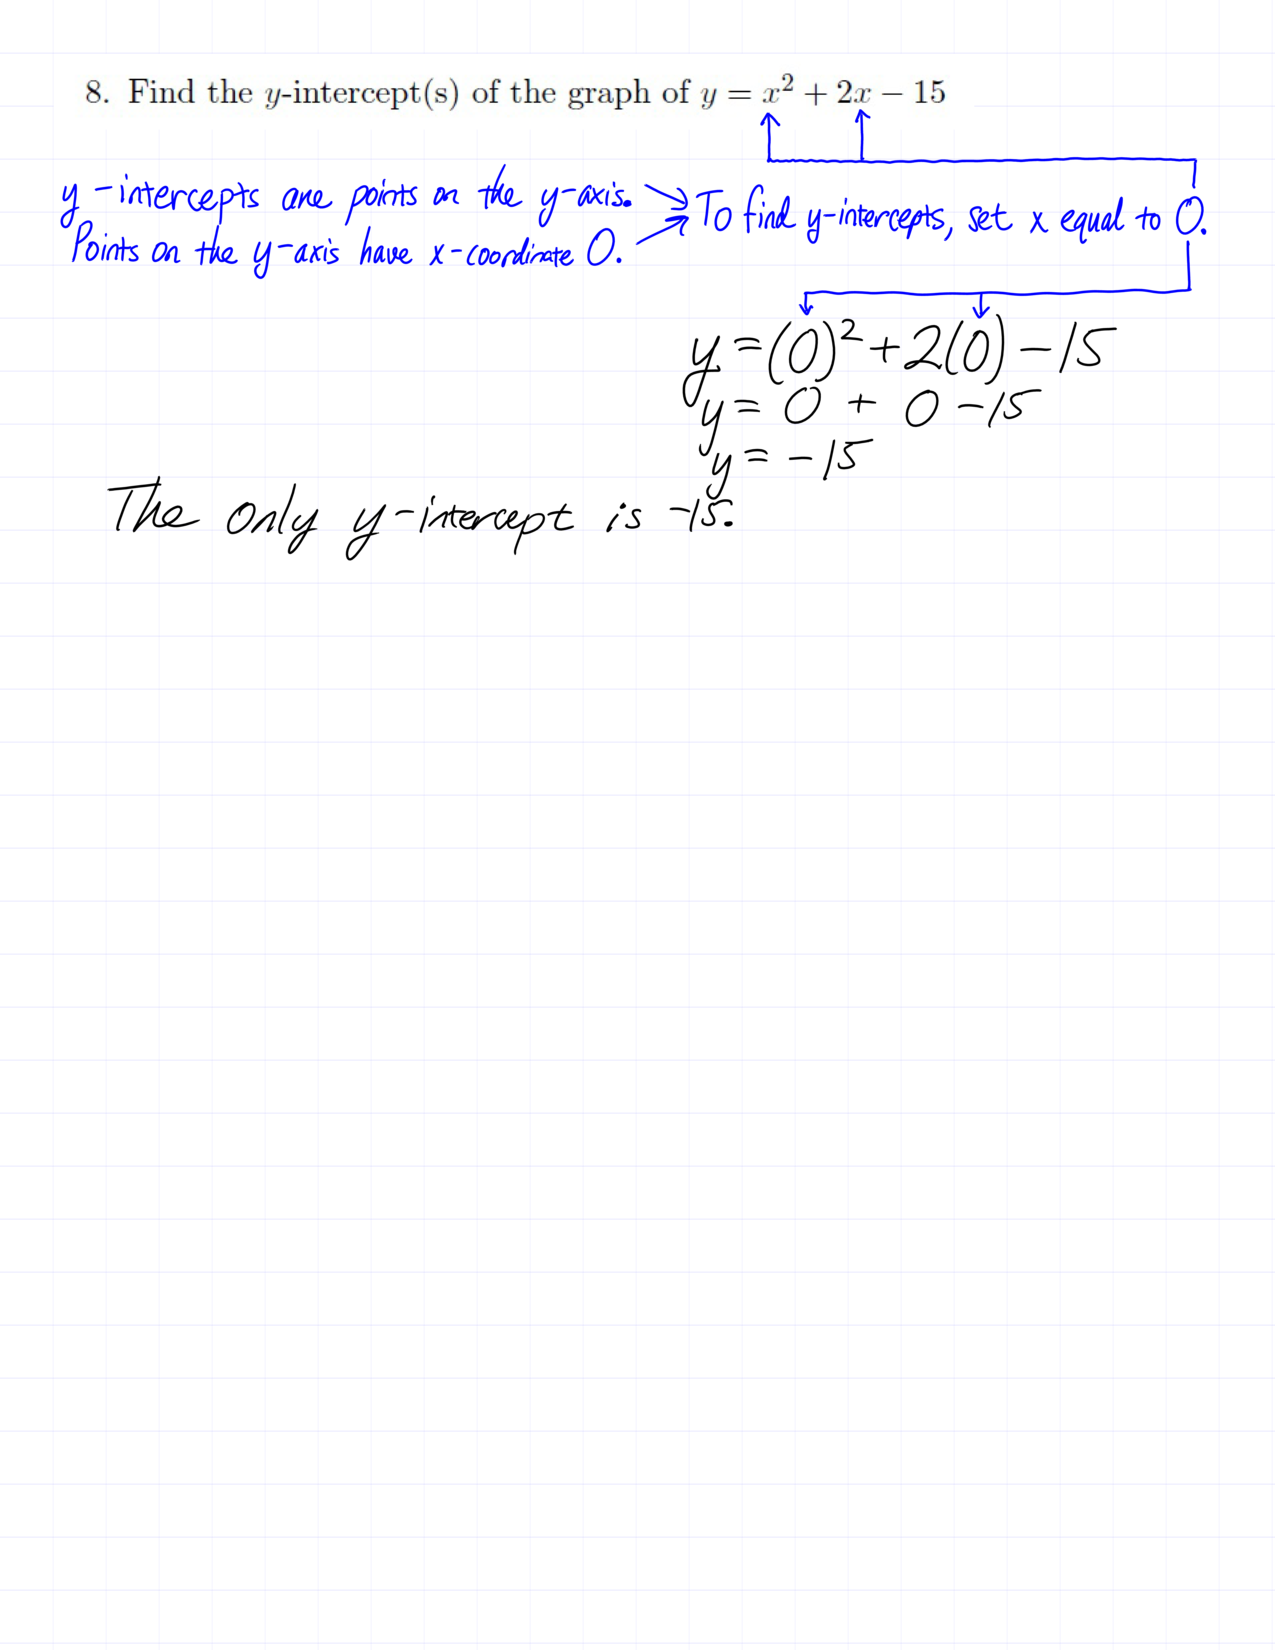 8. Find the y-intercept(s) of the graph of y = x² + 2x − 15
y-intercepts are points on the y-axis.
Points on the y-axis have x-coordinate 0.
To find y-intercepts, set x equal to 0.
y = (0)² + 2(0) − 15
y = 0 + 0 − 15
y = − 15
The only y-intercept is -15.